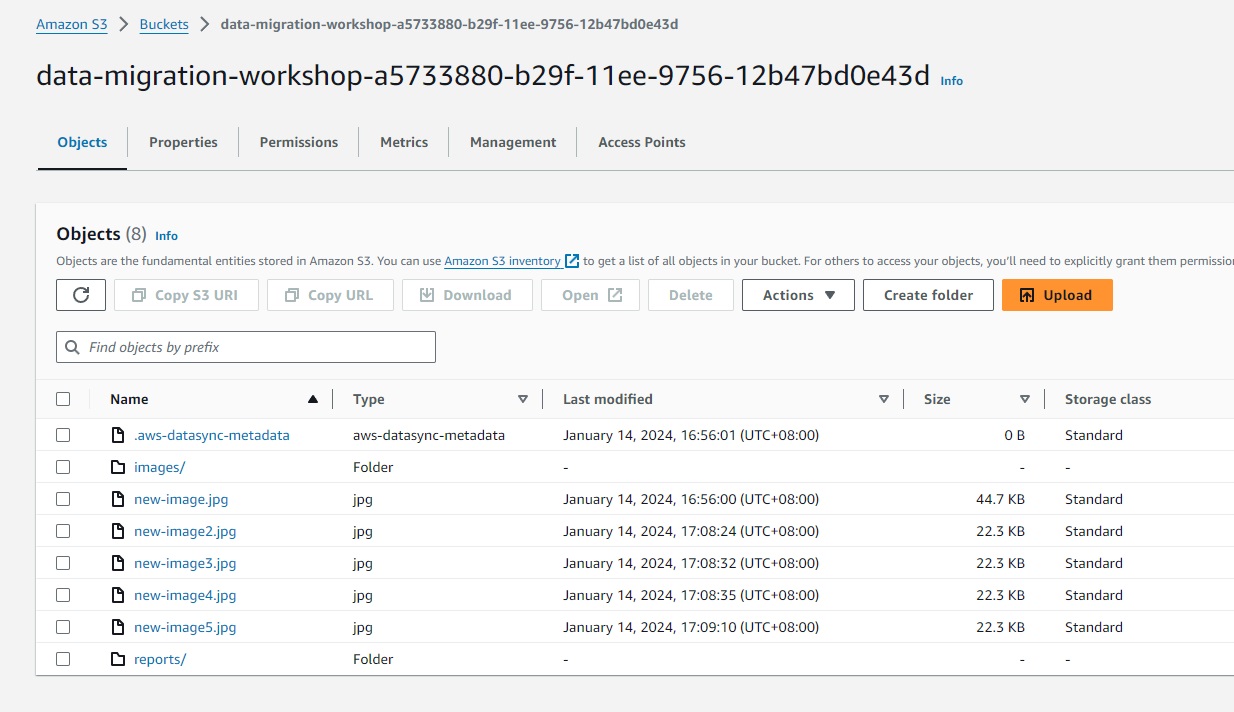 Amazon S3 > Buckets > data-migration-workshop-a5733880-b29f-11ee-9756-12b47bd0e43d
data-migration-workshop-a5733880-b29f-11ee-9756-12b47bd0e43d Info
Objects Properties Permissions Metrics Management Access Points
Objects (8) Info
Objects are the fundamental entities stored in Amazon S3. You can use Amazon S3 inventory to get a list of all objects in your bucket. For others to access your objects, you'll need to explicitly grant them permissio
Copy S3 URI Copy URL Download Open Delete Actions Create folder Upload
Find objects by prefix
Name Type Last modified Size Storage class
.aws-datasync-metadata aws-datasync-metadata January 14, 2024, 16:56:01 (UTC+08:00) 0 B Standard
images/ Folder - - -
new-image.jpg jpg January 14, 2024, 16:56:00 (UTC+08:00) 44.7 KB Standard
new-image2.jpg jpg January 14, 2024, 17:08:24 (UTC+08:00) 22.3 KB Standard
new-image3.jpg jpg January 14, 2024, 17:08:32 (UTC+08:00) 22.3 KB Standard
new-image4.jpg jpg January 14, 2024, 17:08:35 (UTC+08:00) 22.3 KB Standard
new-image5.jpg jpg January 14, 2024, 17:09:10 (UTC+08:00) 22.3 KB Standard
reports/ Folder - - -